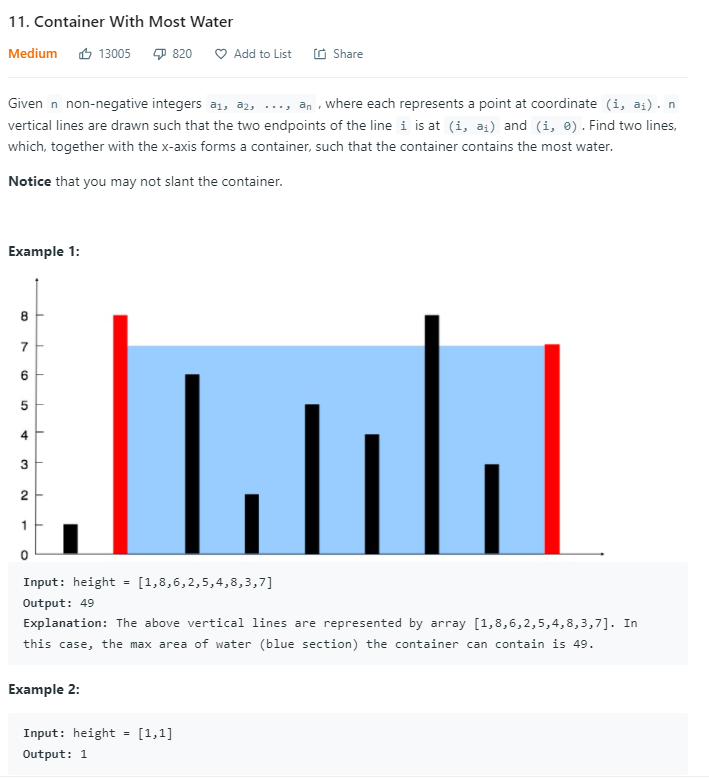 11. Container With Most Water
Medium 13005 820 Add to List Share
Given n non-negative integers a1, a2, ..., an , where each represents a point at coordinate (i, ai) . n
vertical lines are drawn such that the two endpoints of the line i is at (i, ai) and (i, 0) . Find two lines,
which, together with the x-axis forms a container, such that the container contains the most water.
Notice that you may not slant the container.
Example 1:
8
7
6
5
4
3
2
1
0
Input: height = [1,8,6,2,5,4,8,3,7]
Output: 49
Explanation: The above vertical lines are represented by array [1,8,6,2,5,4,8,3,7]. In
this case, the max area of water (blue section) the container can contain is 49.
Example 2:
Input: height = [1,1]
Output: 1